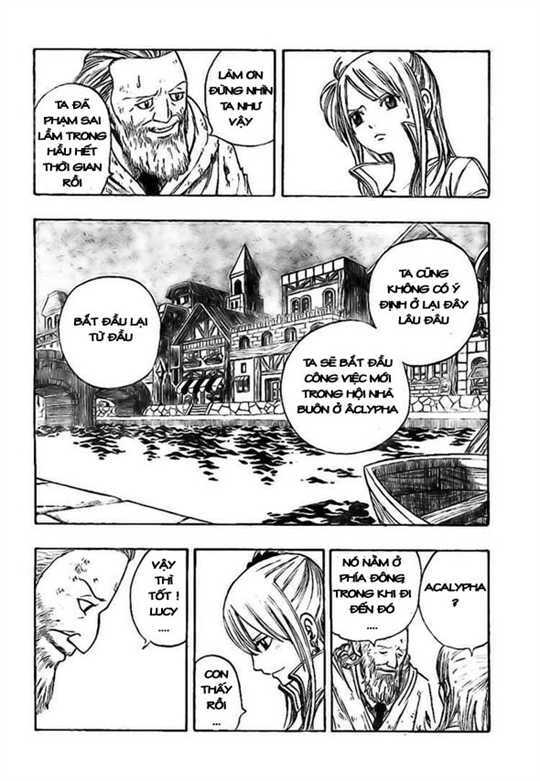 LÀM ƠN
ĐỪNG NHÌN
TA NHƯ
VẬY
TA ĐÃ
PHẠM SAI
LẦM TRONG
HẦU HẾT
THỜI GIAN
RỒI
TA CŨNG
KHÔNG CÓ Ý
ĐỊNH Ở LẠI ĐÂY
LÂU ĐÂU
TA SẼ BẮT ĐẦU
CÔNG VIỆC MỚI
TRONG HỘI NHÀ
BUÔN Ở ÂCLYPHA
BẮT ĐẦU LẠI
TỪ ĐẦU
ACALYPHA
?
NÓ NẰM Ở
PHÍA ĐÔNG
TRONG KHI ĐI
ĐẾN ĐÓ
....
CON
THẤY
RỒI
...
VẬY
THÌ
TỐT !
LUCY
....